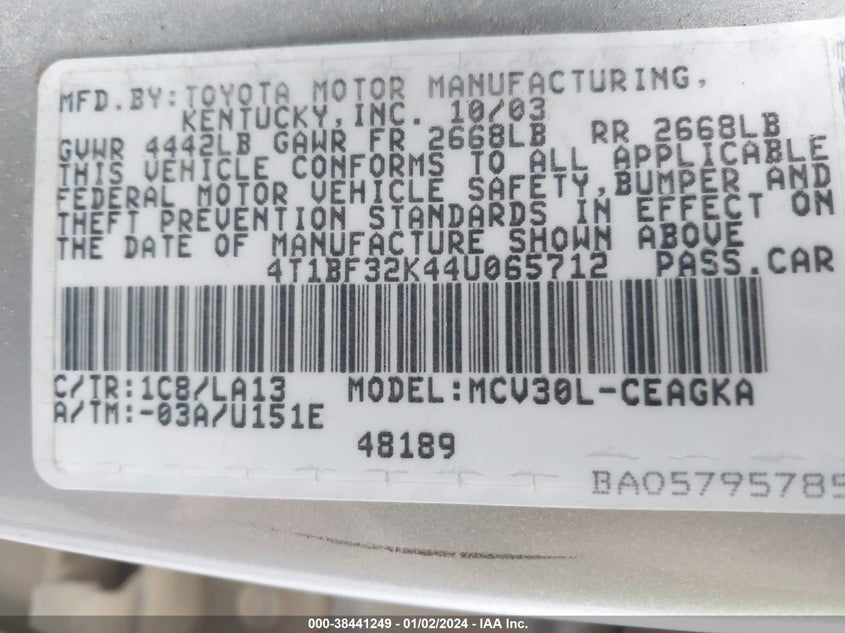 MFD.BY:TOYOTA MOTOR MANUFACTURING,
KENTUCKY,INC. 10/03
GVWR 4442LB GAWR FR 2668LB RR 2668LB
THIS VEHICLE CONFORMS TO ALL APPLICABLE
FEDERAL MOTOR VEHICLE SAFETY,BUMPER AND
THEFT PREVENTION STANDARDS IN EFFECT ON
THE DATE OF MANUFACTURE SHOWN ABOVE
4T1BF32K44U065712 PASS.CAR
C/TR:1C8/LA13 MODEL:MCV30L-CEAGKA
A/TM:-03A/U151E
48189
BA05795789
000-38441249 - 01/02/2024 - IAA Inc.